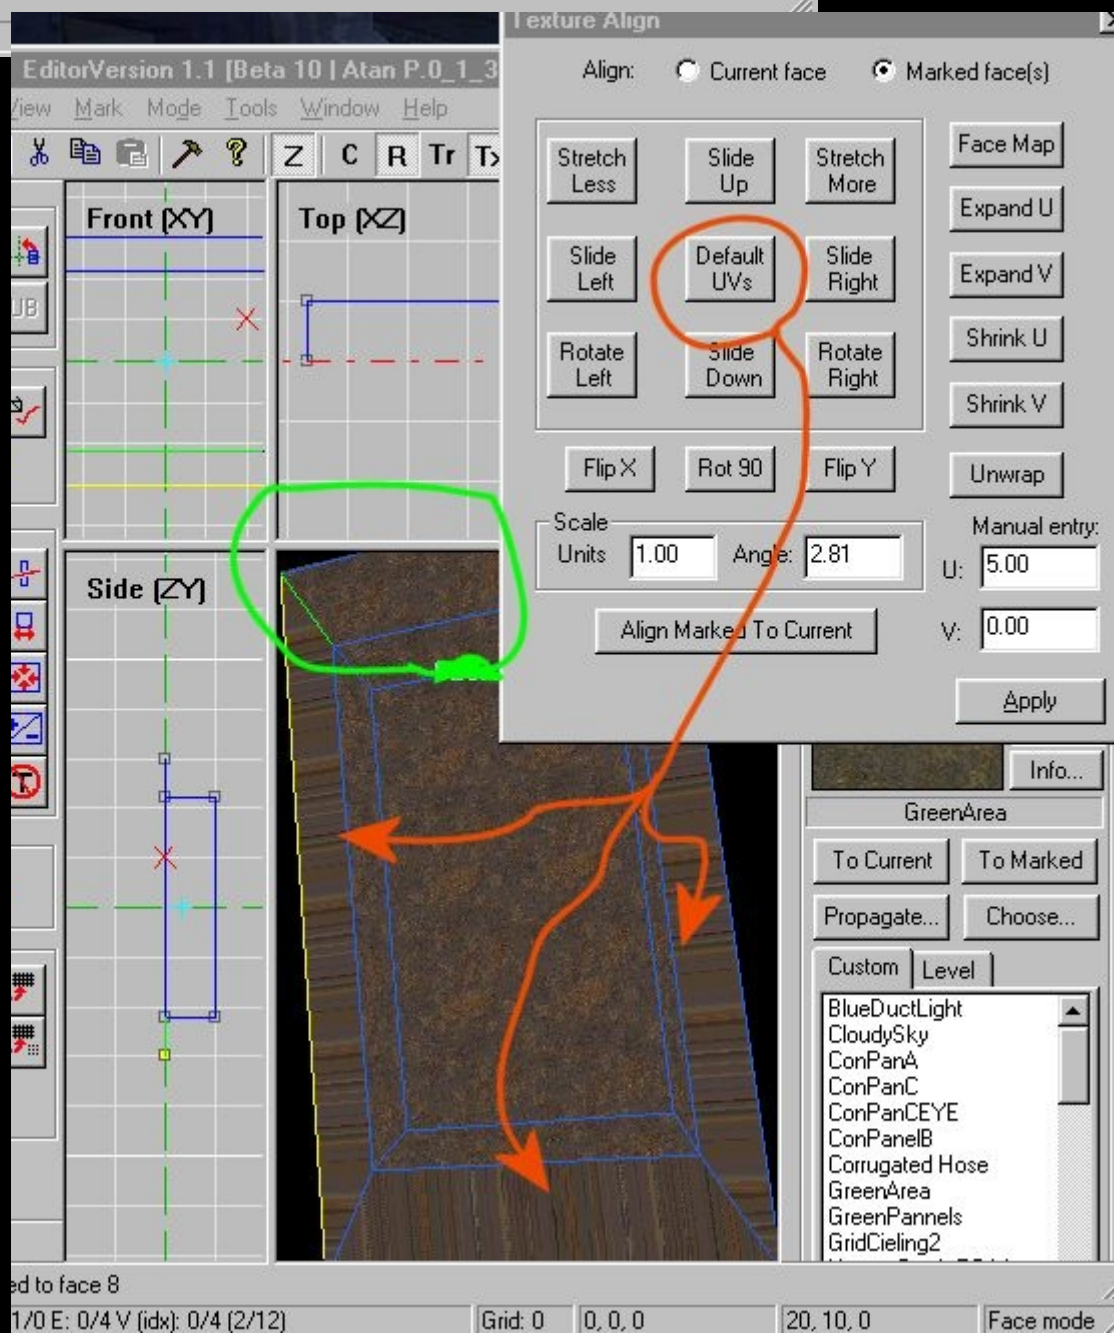 Texture Align
EditorVersion 1.1 [Beta 10 | Atan P.0_1_3
View Mark Mode Tools Window Help
Z C R Tr Tx
Align: Current face Marked face(s)
Stretch Less
Slide Up
Stretch More
Slide Left
Default UVs
Slide Right
Rotate Left
Slide Down
Rotate Right
Face Map
Expand U
Expand V
Shrink U
Shrink V
Unwrap
Flip X
Rot 90
Flip Y
Scale
Units 1.00 Angle: 2.81
Manual entry:
U: 5.00
V: 0.00
Align Marked To Current
Apply
Front (XY)
Top (XZ)
Side (ZY)
UB
Info...
GreenArea
To Current
To Marked
Propagate...
Choose...
Custom
Level
BlueDuctLight
CloudySky
ConPanA
ConPanC
ConPanCEYE
ConPanelB
Corrugated Hose
GreenArea
GreenPannels
GridCieling2
ed to face 8
1/0 E: 0/4 V (idx): 0/4 (2/12)
Grid: 0
0, 0, 0
20, 10, 0
Face mode